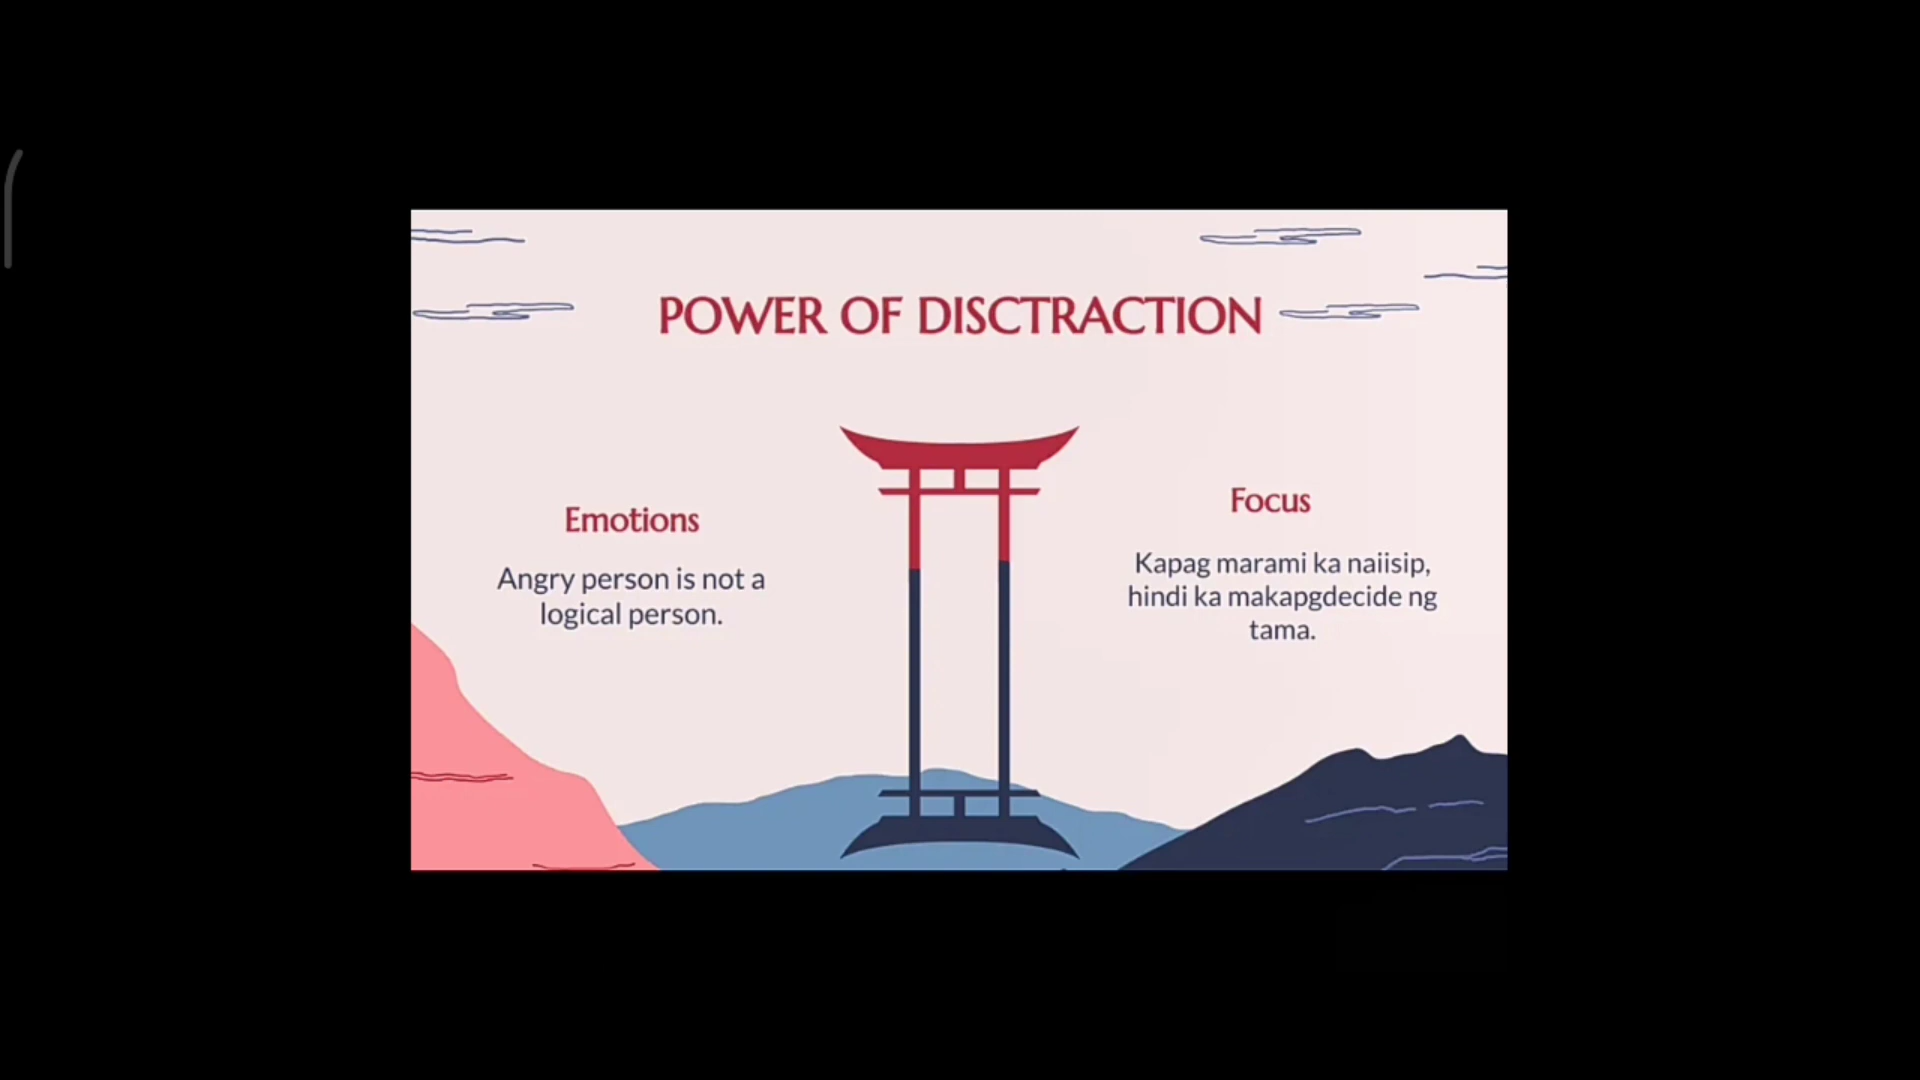 POWER OF DISCTRACTION
Emotions
Angry person is not a
logical person.
Focus
Kapag marami ka naiisip,
hindi ka makapgdecide ng
tama.